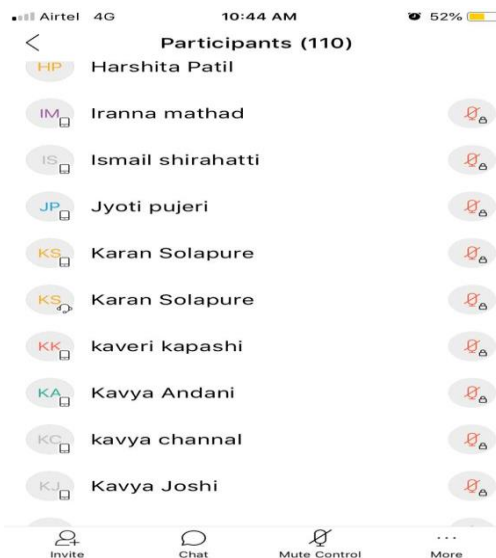 Airtel 4G 10:44 AM 52%
Participants (110)
HP Harshita Patil
IM Iranna mathad
IS Ismail shirahatti
JP Jyoti pujeri
KS Karan Solapure
KS Karan Solapure
KK kaveri kapashi
KA Kavya Andani
KC kavya channal
KJ Kavya Joshi
Invite Chat Mute Control More